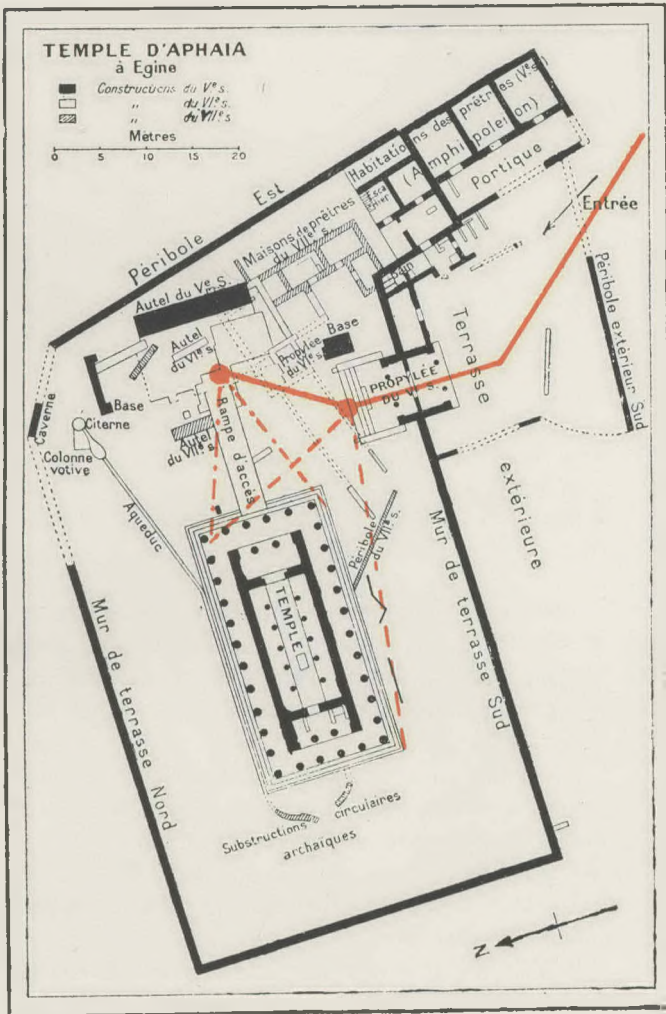 TEMPLE D'APHAIA
à Egine
Constructions du Ve s.
" du VIe s.
" du VIIe s.
Mètres
0 5 10 15 20
Péribole Est
Habitations des prêtres (Ve s.)
(Amphipoleion)
Portique
Escalier
Entrée
Maisons de prêtres
du VIIe s.
Bain
Péribole extérieur Sud
Autel du Ve S.
Autel
du VIe s.
Propylée
du VIe s.
Base
Terrasse
extérieure
PROPYLÉE
DU Ve S.
Caverne
Base
Citerne
Colonne
votive
Autel
du VIIe s.
Rampe d'accès
Aqueduc
Péribole
du VIIe s.
TEMPLE
Mur de terrasse Nord
Mur de terrasse Sud
Substructions circulaires
archaïques
N